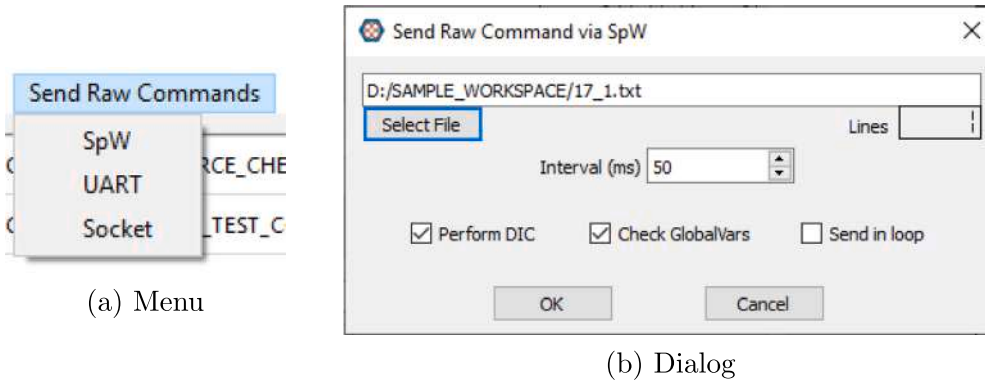 Send Raw Commands
SpW
UART
Socket
RCE_CHE
_TEST_C
(a) Menu
Send Raw Command via SpW
D:/SAMPLE_WORKSPACE/17_1.txt
Select File
Lines
Interval (ms) 50
Perform DIC Check GlobalVars Send in loop
OK Cancel
(b) Dialog